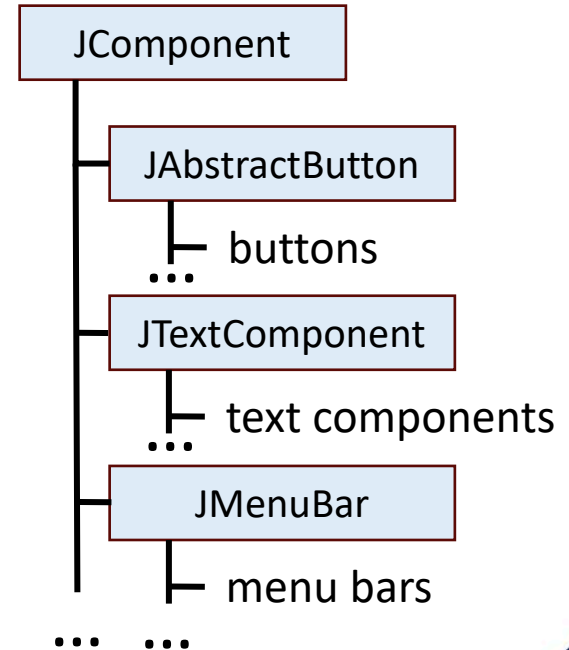 JComponent
JAbstractButton
buttons
...
JTextComponent
text components
...
JMenuBar
menu bars
... ...